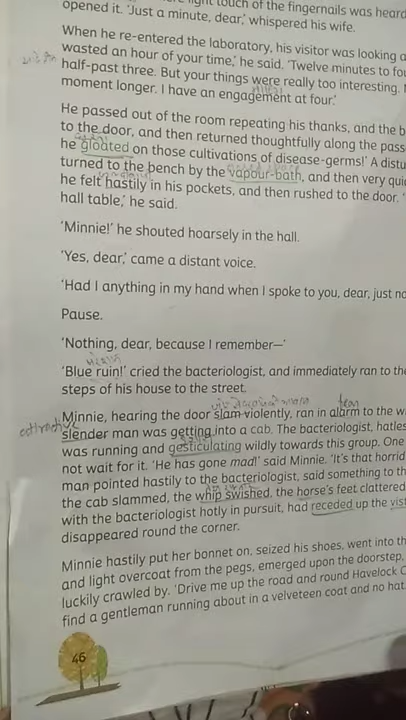 light touch of the fingernails was heard
opened it. 'Just a minute, dear,' whispered his wife.
When he re-entered the laboratory, his visitor was looking a
wasted an hour of your time,' he said. 'Twelve minutes to fo
half-past three. But your things were really too interesting.
moment longer. I have an engagement at four.'
He passed out of the room repeating his thanks, and the b
to the door, and then returned thoughtfully along the pass
he gloated on those cultivations of disease-germs!' A distu
turned to the bench by the vapour-bath, and then very qui
he felt hastily in his pockets, and then rushed to the door. '
hall table,' he said.
'Minnie!' he shouted hoarsely in the hall.
'Yes, dear,' came a distant voice.
'Had I anything in my hand when I spoke to you, dear, just no
Pause.
'Nothing, dear, because I remember—'
'Blue ruin!' cried the bacteriologist, and immediately ran to the
steps of his house to the street.
Minnie, hearing the door slam violently, ran in alarm to the w
slender man was getting into a cab. The bacteriologist, hatles
was running and gesticulating wildly towards this group. One
not wait for it. 'He has gone mad!' said Minnie. 'It's that horrid
man pointed hastily to the bacteriologist, said something to th
the cab slammed, the whip swished, the horse's feet clattered
with the bacteriologist hotly in pursuit, had receded up the vist
disappeared round the corner.
Minnie hastily put her bonnet on, seized his shoes, went into th
and light overcoat from the pegs, emerged upon the doorstep,
luckily crawled by. 'Drive me up the road and round Havelock C
find a gentleman running about in a velveteen coat and no hat
46